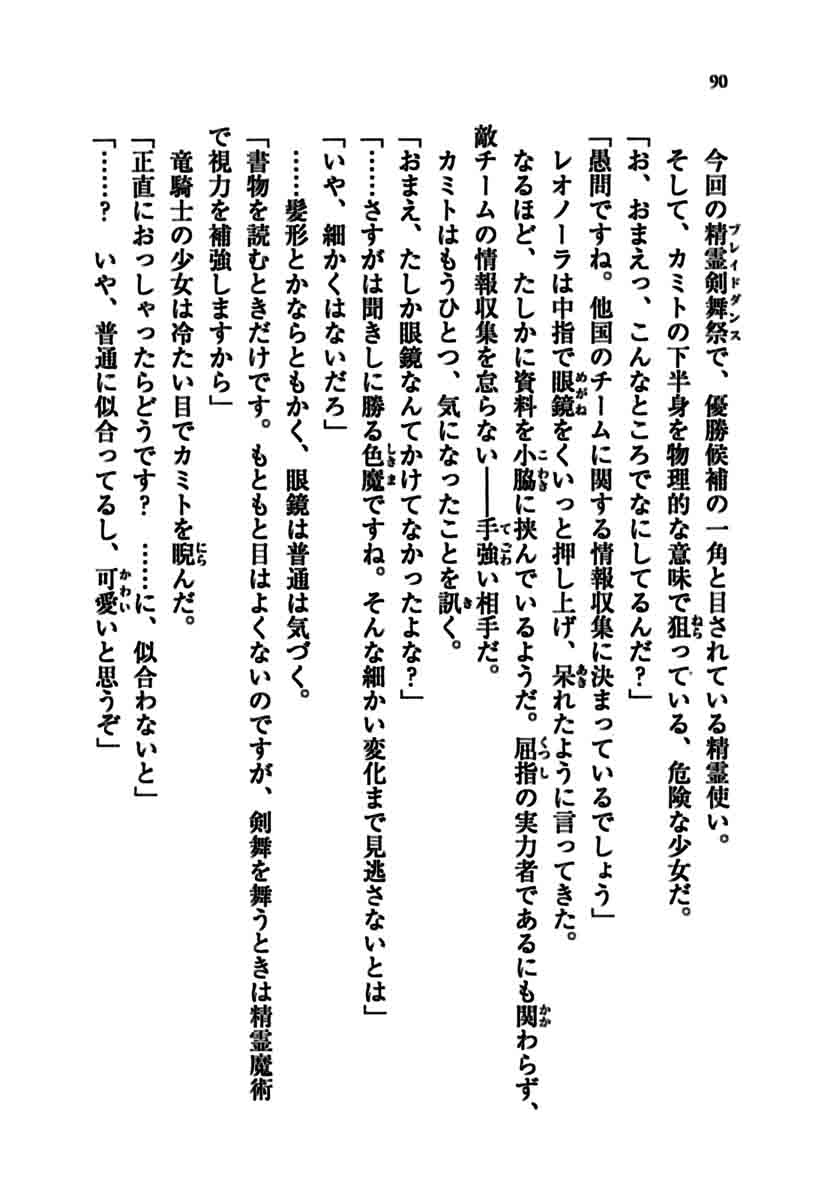 90
今回の精霊剣舞祭で、優勝候補の一角と目されている精霊使い。
そして、カミトの下半身を物理的な意味で狙っている、危険な少女だ。
「お、おまえっ、こんなところでなにしてるんだ？」
「愚問ですね。他国のチームに関する情報収集に決まっているでしょう」
レオノーラは中指で眼鏡をくいっと押し上げ、呆れたように言ってきた。
なるほど、たしかに資料を小脇に挟んでいるようだ。屈指の実力者であるにも関わらず、
敵チームの情報収集を怠らない――手強い相手だ。
カミトはもうひとつ、気になったことを訊く。
「おまえ、たしか眼鏡なんてかけてなかったよな？」
「……さすがは聞きしに勝る色魔ですね。そんな細かい変化まで見逃さないとは」
「いや、細かくはないだろ」
……髪形とかならともかく、眼鏡は普通は気づく。
「書物を読むときだけです。もともと目はよくないのですが、剣舞を舞うときは精霊魔術
で視力を補強しますから」
竜騎士の少女は冷たい目でカミトを睨んだ。
「正直におっしゃったらどうです？　……に、似合わないと」
「……？　いや、普通に似合ってるし、可愛いと思うぞ」